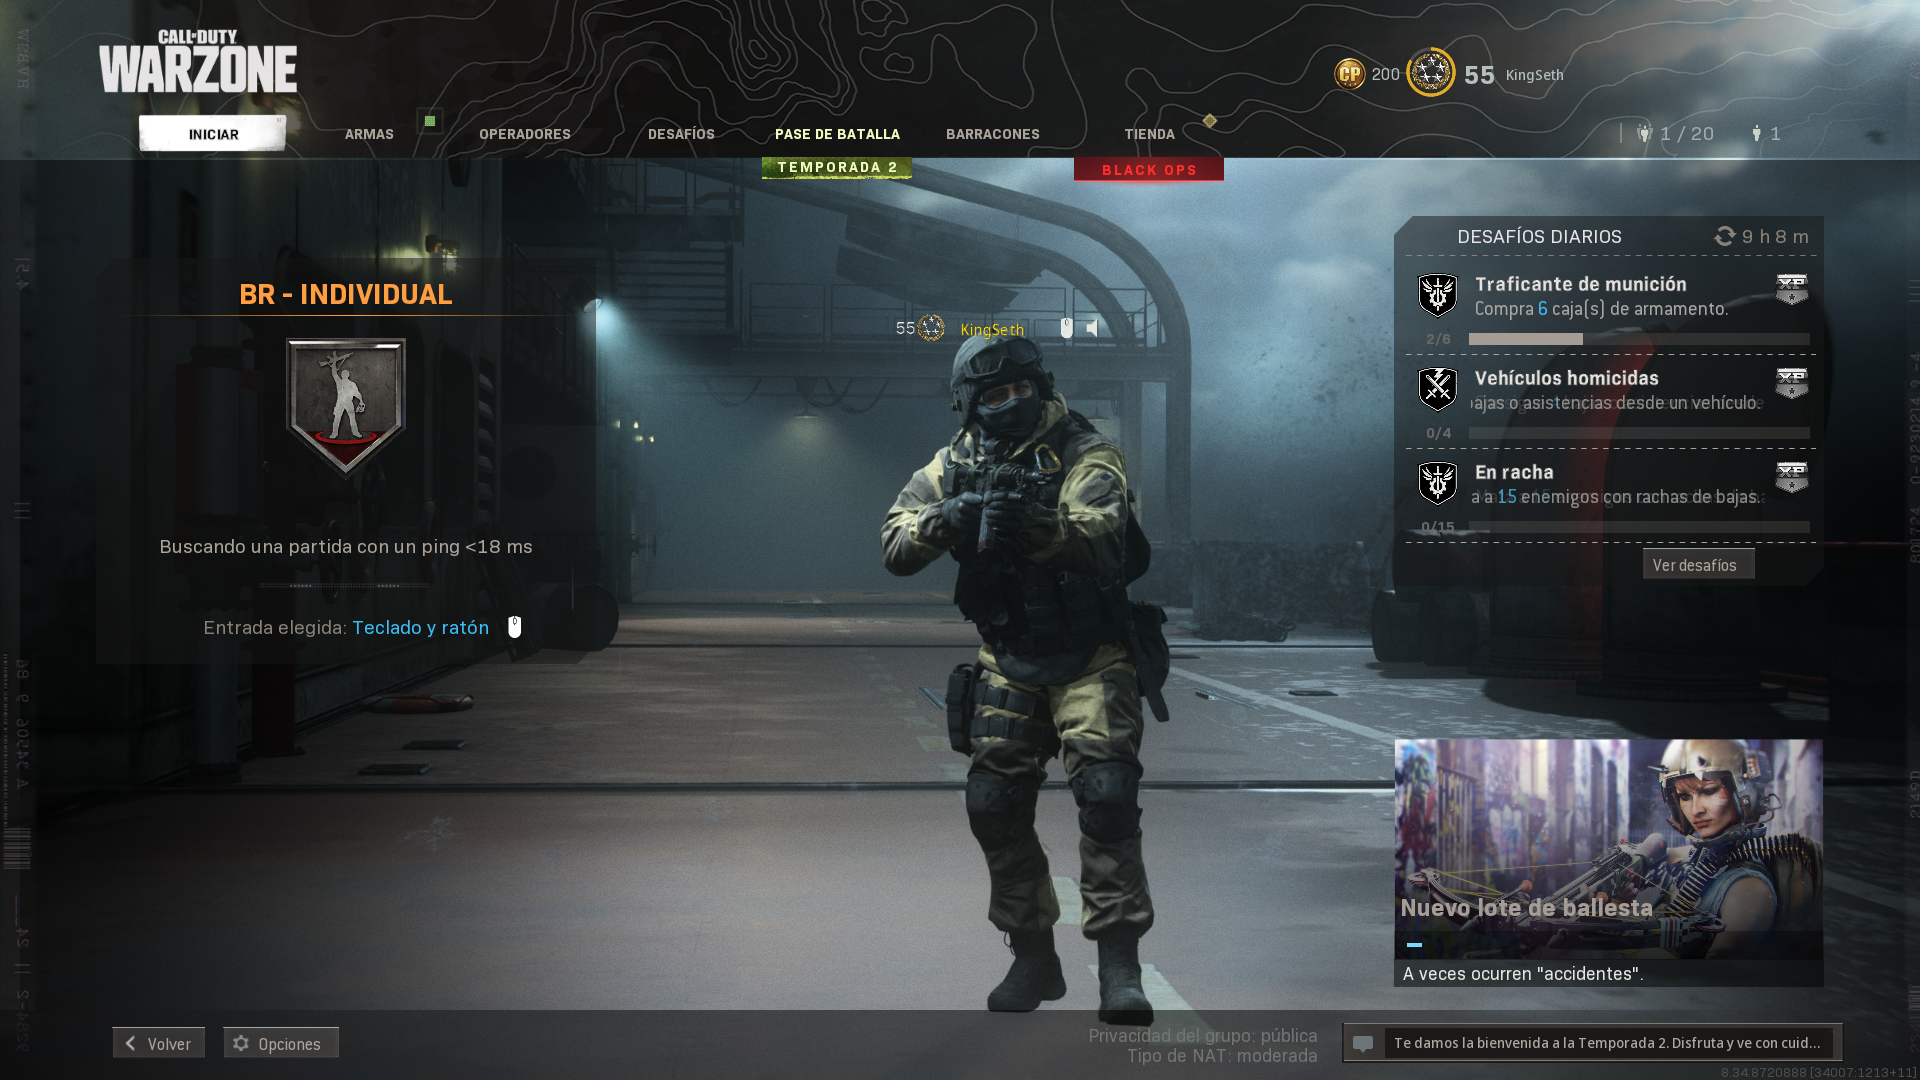 CALL OF DUTY
WARZONE
CP 200 55 KingSeth
INICIAR
ARMAS
OPERADORES
DESAFÍOS
PASE DE BATALLA
BARRACONES
TIENDA
1 / 20
1
TEMPORADA 2
BLACK OPS
DESAFÍOS DIARIOS
9 h 8 m
BR - INDIVIDUAL
Traficante de munición
XP
Compra 6 caja(s) de armamento.
2/6
55 KingSeth
Vehículos homicidas
XP
bajas o asistencias desde un vehículo.
0/4
En racha
XP
a a 15 enemigos con rachas de bajas.
0/15
Ver desafíos
Buscando una partida con un ping <18 ms
Entrada elegida: Teclado y ratón
Nuevo lote de ballesta
A veces ocurren "accidentes".
Volver
Opciones
Privacidad del grupo: pública
Tipo de NAT: moderada
Te damos la bienvenida a la Temporada 2. Disfruta y ve con cuid...
8.34.8720888 [34007:1213+11]